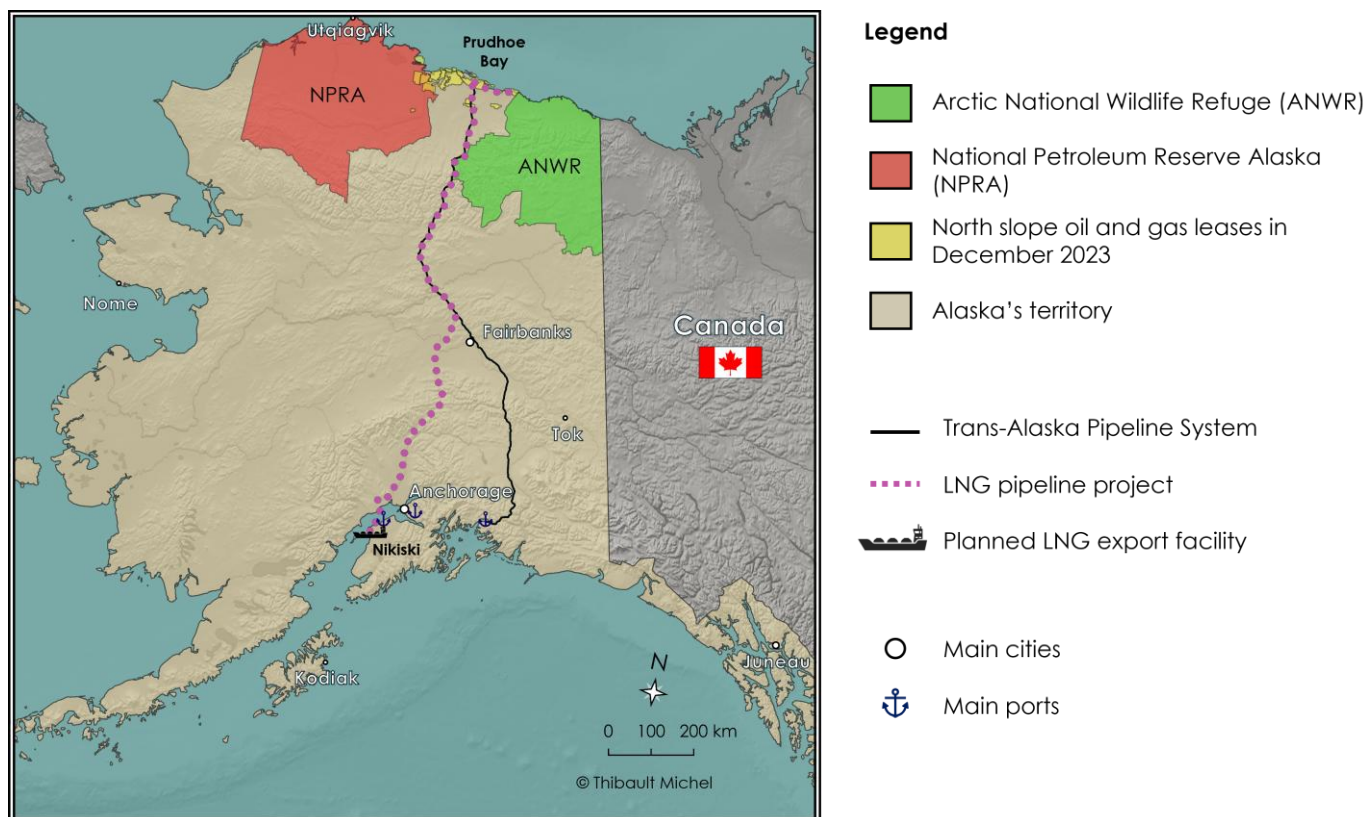 Utqiagvik
Prudhoe
Bay
NPRA
ANWR
Nome
Fairbanks
Canada
Tok
Anchorage
Nikiski
Kodiak
Juneau
N
0 100 200 km
© Thibault Michel
Legend
Arctic National Wildlife Refuge (ANWR)
National Petroleum Reserve Alaska
(NPRA)
North slope oil and gas leases in
December 2023
Alaska’s territory
Trans-Alaska Pipeline System
LNG pipeline project
Planned LNG export facility
Main cities
Main ports